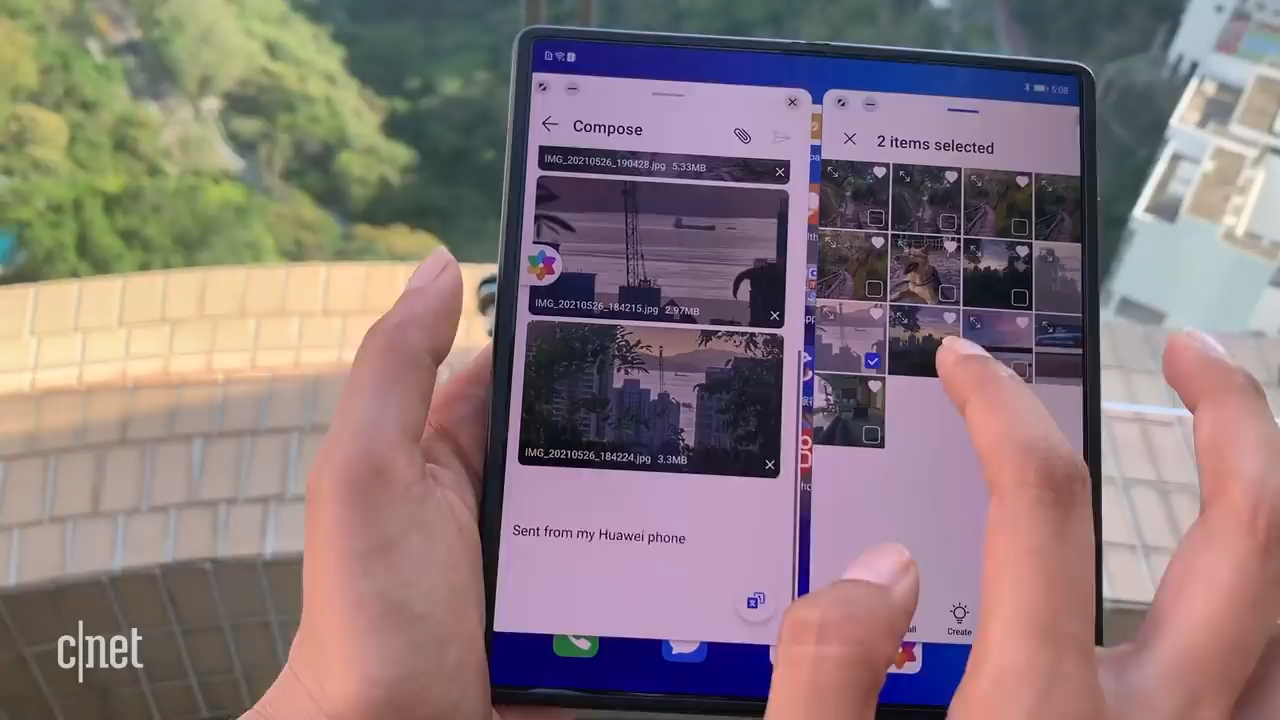 5:08
Compose
IMG_20210526_190428.jpg 5.33MB
IMG_20210526_184215.jpg 2.97MB
IMG_20210526_184224.jpg 3.3MB
Sent from my Huawei phone
2 items selected
Create
c|net